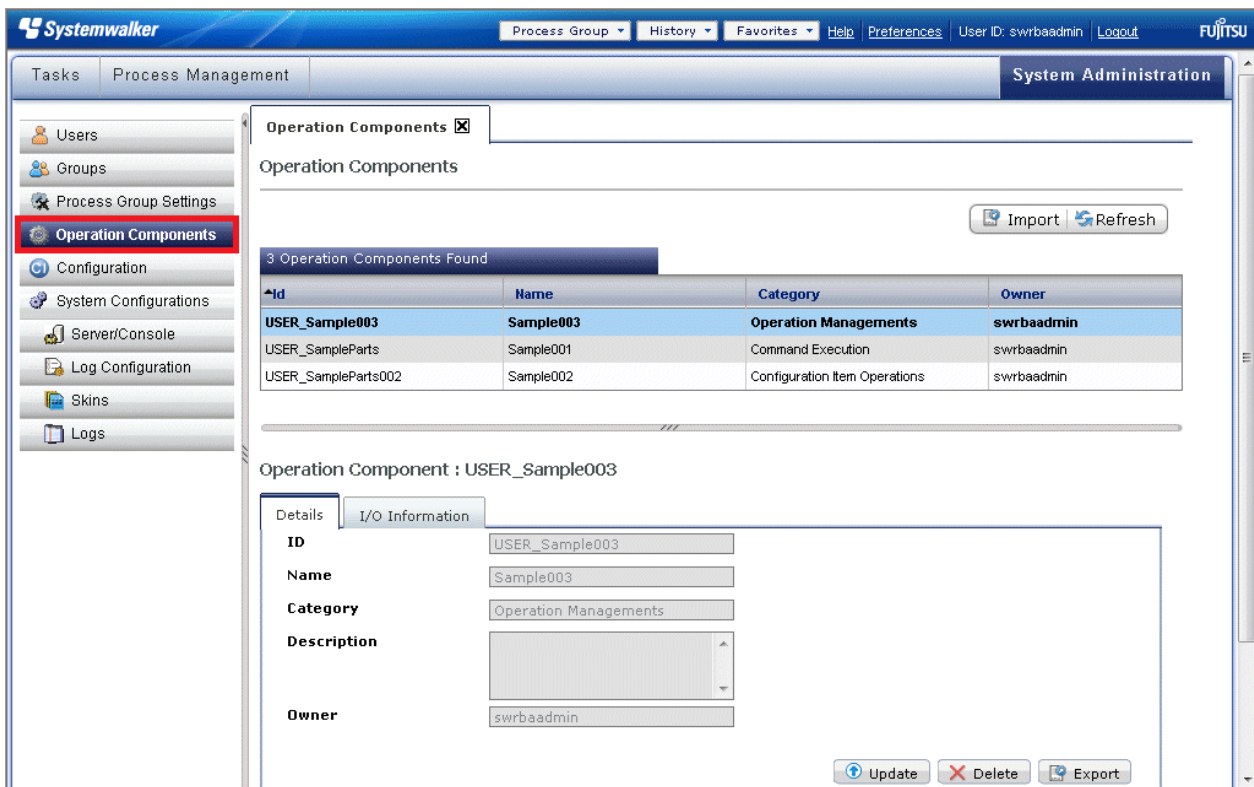 Systemwalker Process Group History Favorites Help Preferences User ID: swrbaadmin Logout FUJITSU
Tasks Process Management System Administration
Users
Groups
Process Group Settings
Operation Components
Configuration
System Configurations
Server/Console
Log Configuration
Skins
Logs
Operation Components
Operation Components
Import Refresh
3 Operation Components Found
Id Name Category Owner
USER_Sample003 Sample003 Operation Managements swrbaadmin
USER_SampleParts Sample001 Command Execution swrbaadmin
USER_SampleParts002 Sample002 Configuration Item Operations swrbaadmin
Operation Component : USER_Sample003
Details I/O Information
ID USER_Sample003
Name Sample003
Category Operation Managements
Description
Owner swrbaadmin
Update Delete Export